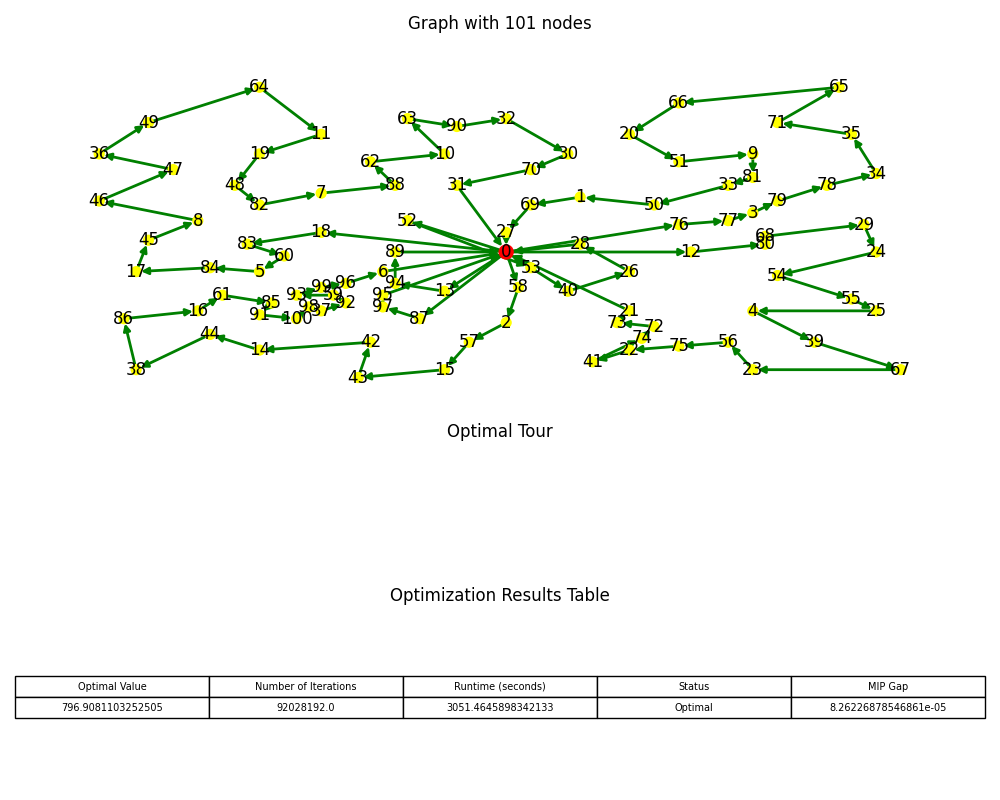 Graph with 101 nodes
64 65
66
49 63 90 32 71
11 20 35
36 19 10 30 51 9
47 62 70 81 34
48 7 88 31 33 78
46 82 69 1 50 3 79
8 52 76 77
45 83 18 27 28 68 29
60 89 0 12 80 24
17 84 5 6 53 26 54
99 96 94 13 40
61 93 59 95 58 55
16 85 98 37 92 97 21 4 25
86 91 100 87 2 73 72
44 42 57 74 56 39
14 22 75
38 43 15 41 23 67
Optimal Tour
Optimization Results Table
Optimal Value Number of Iterations Runtime (seconds) Status MIP Gap
796.9081103252505 92028192.0 3051.4645898342133 Optimal 8.26226878546861e-05